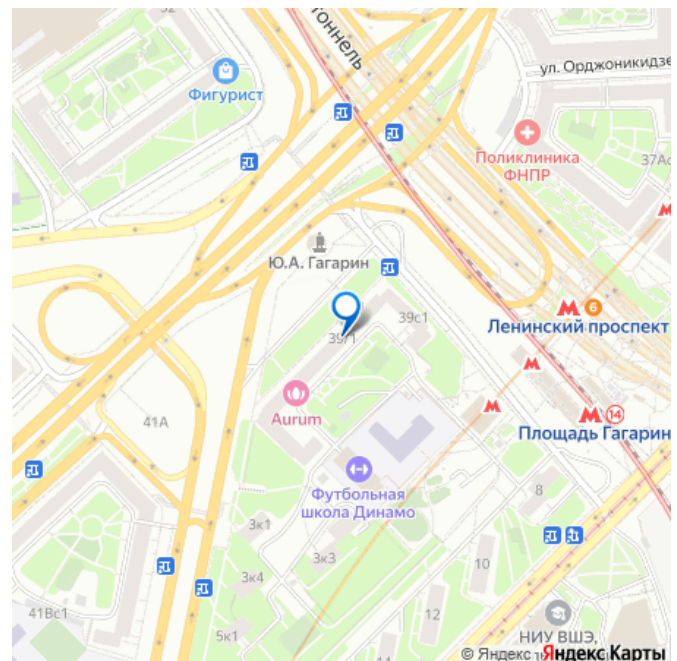 32
Тоннель
ул. Орджоникидзе
Фигурист
Поликлиника
ФНПР
37Ас
Ю.А. Гагарин
6
Ленинский проспект
39с1
39/1
14
Площадь Гагарин
Aurum
41А
Футбольная
школа Динамо
8
3к1
3к3
10
3к4
12
41Вс1
5к1
НИУ ВШЭ,
© Яндекс Яндекс Карты